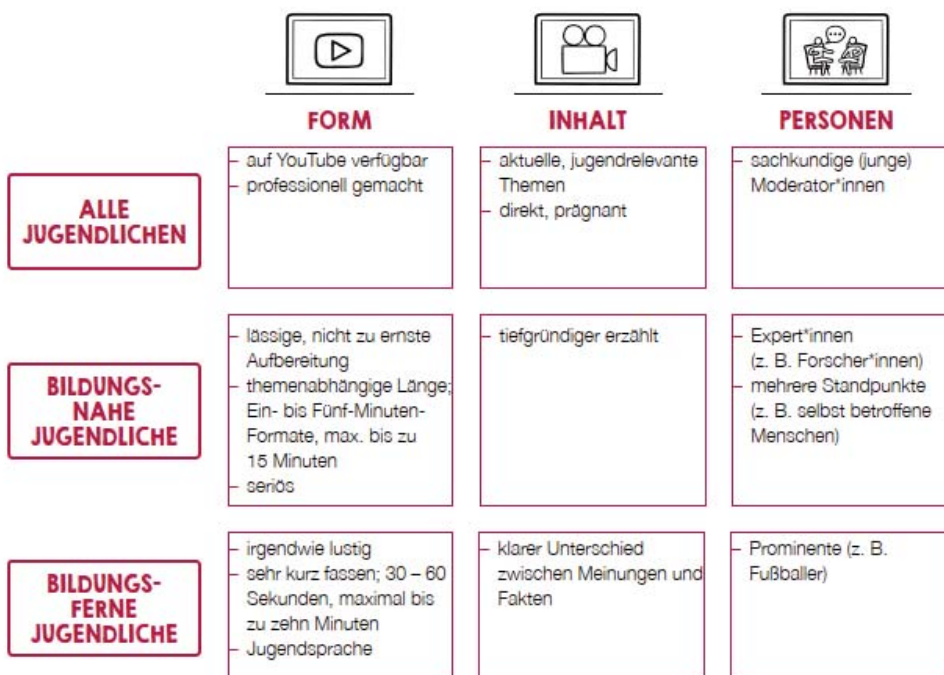 FORM
INHALT
PERSONEN
ALLE
JUGENDLICHEN
– auf YouTube verfügbar
– professionell gemacht
– aktuelle, jugendrelevante
Themen
– direkt, prägnant
– sachkundige (junge)
Moderator*innen
BILDUNGS-
NAHE
JUGENDLICHE
– lässige, nicht zu ernste
Aufbereitung
– themenabhängige Länge;
Ein- bis Fünf-Minuten-
Formate, max. bis zu
15 Minuten
– seriös
– tiefgründiger erzählt
– Expert*innen
(z. B. Forscher*innen)
– mehrere Standpunkte
(z. B. selbst betroffene
Menschen)
BILDUNGS-
FERNE
JUGENDLICHE
– irgendwie lustig
– sehr kurz fassen; 30 – 60
Sekunden, maximal bis
zu zehn Minuten
– Jugendsprache
– klarer Unterschied
zwischen Meinungen und
Fakten
– Prominente (z. B.
Fußballer)